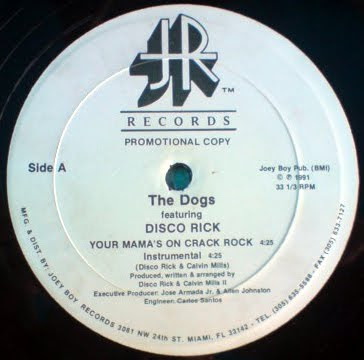 JR
TM
RECORDS
PROMOTIONAL COPY
Side A
Joey Boy Pub. (BMI)
© ℗ 1991
33 1/3 RPM
The Dogs
featuring
DISCO RICK
YOUR MAMA'S ON CRACK ROCK 4:25
Instrumental 4:25
(Disco Rick & Calvin Mills)
Produced, written & arranged by
Disco Rick & Calvin Mills II
Executive Producer: Jose Armada Jr. & Allen Johnston
Engineer: Carlos Santos
MFG. & DIST. BY: JOEY BOY RECORDS 3081 NW 24th ST. MIAMI, FL 33142 - TEL. (305) 635-5588 - FAX (305) 633-7127